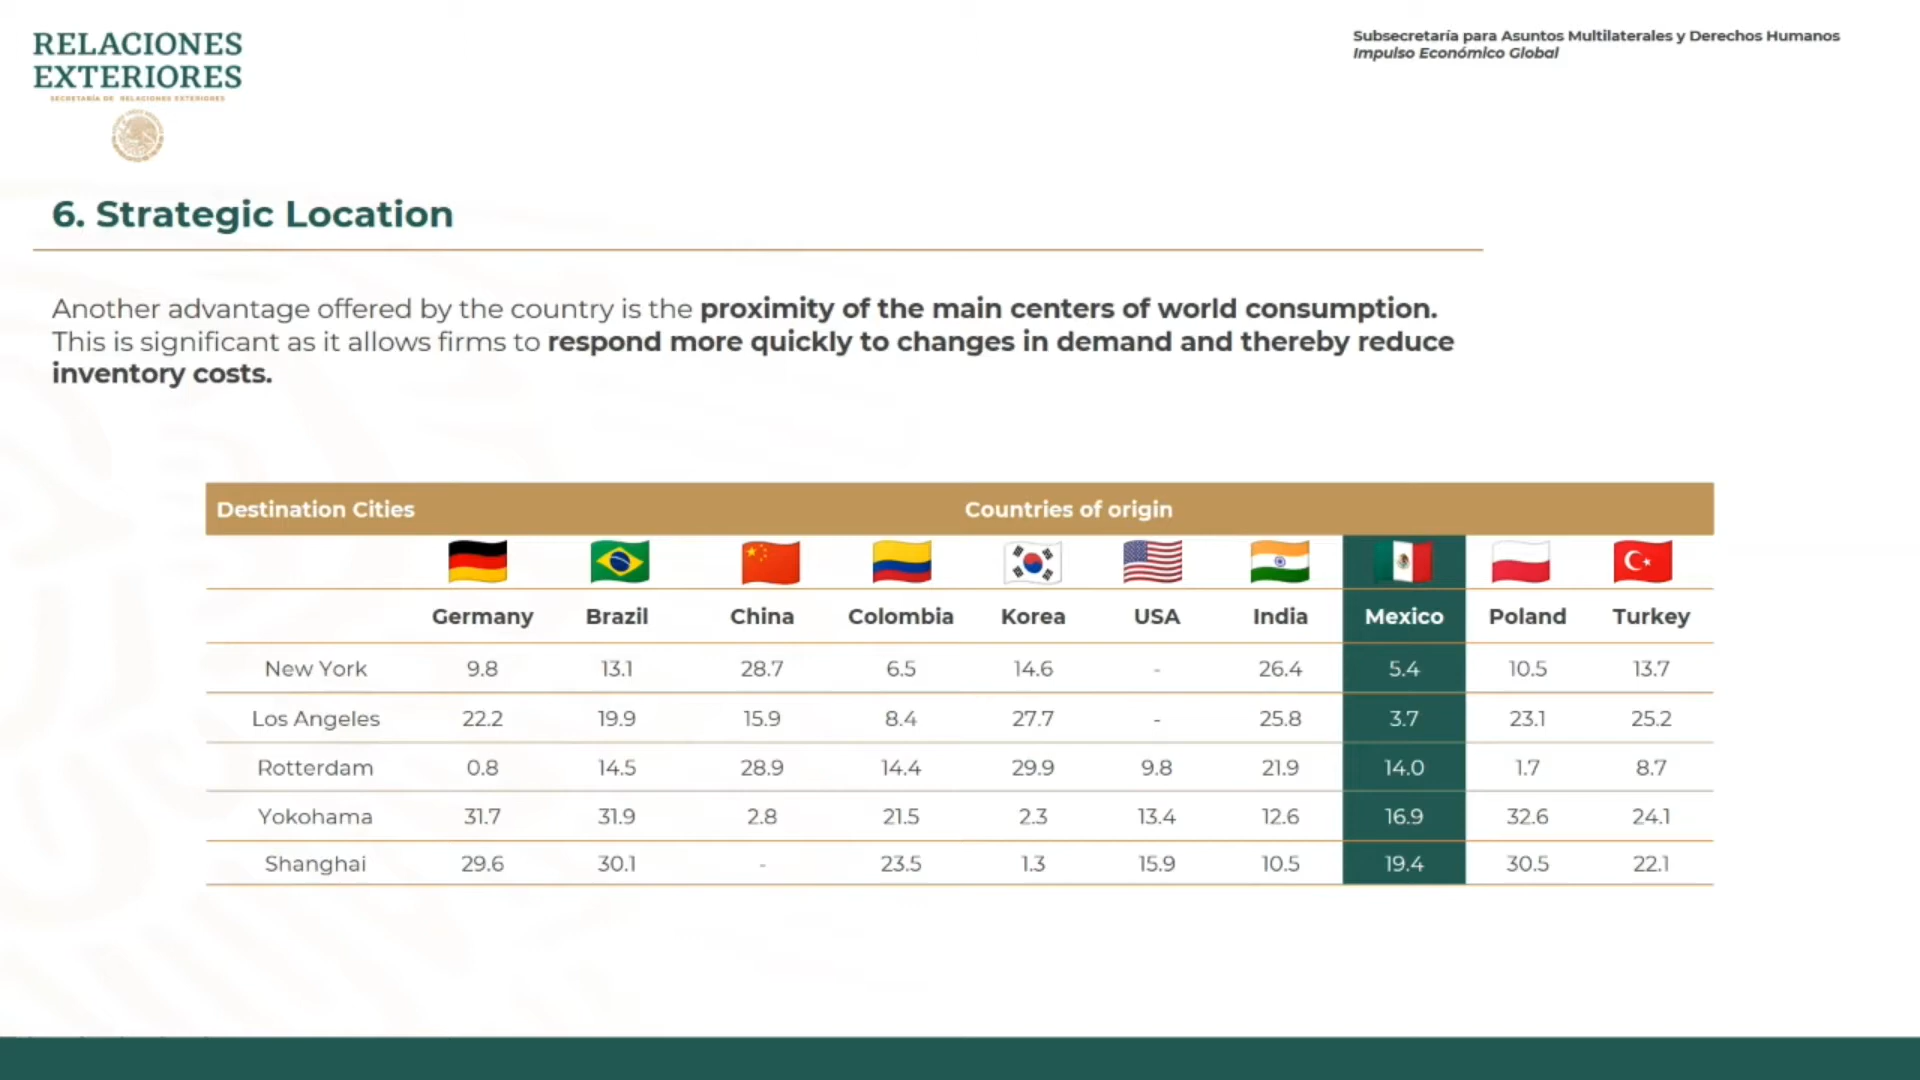 RELACIONES
EXTERIORES
SECRETARÍA DE RELACIONES EXTERIORES
Subsecretaría para Asuntos Multilaterales y Derechos Humanos
Impulso Económico Global
6. Strategic Location
Another advantage offered by the country is the proximity of the main centers of world consumption.
This is significant as it allows firms to respond more quickly to changes in demand and thereby reduce
inventory costs.
Destination Cities Countries of origin
Germany Brazil China Colombia Korea USA India Mexico Poland Turkey
New York 9.8 13.1 28.7 6.5 14.6 - 26.4 5.4 10.5 13.7
Los Angeles 22.2 19.9 15.9 8.4 27.7 - 25.8 3.7 23.1 25.2
Rotterdam 0.8 14.5 28.9 14.4 29.9 9.8 21.9 14.0 1.7 8.7
Yokohama 31.7 31.9 2.8 21.5 2.3 13.4 12.6 16.9 32.6 24.1
Shanghai 29.6 30.1 - 23.5 1.3 15.9 10.5 19.4 30.5 22.1